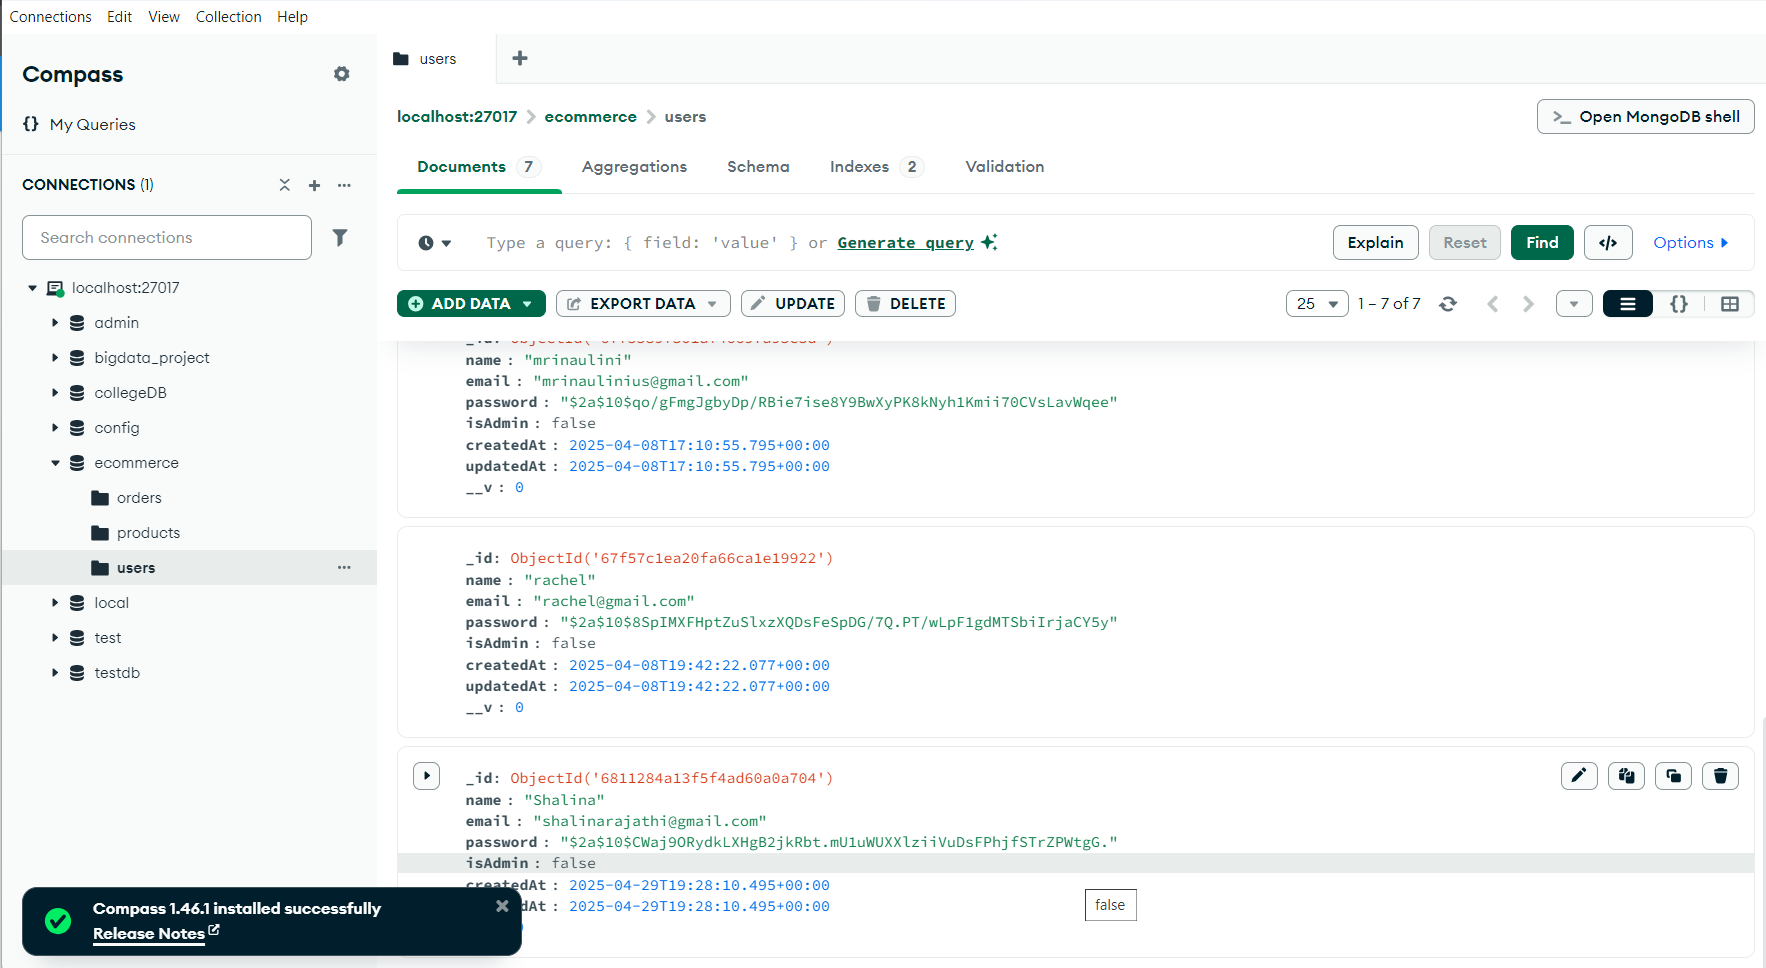 Connections Edit View Collection Help
Compass
{} My Queries
CONNECTIONS (1)
Search connections
localhost:27017
admin
bigdata_project
collegeDB
config
ecommerce
orders
products
users
local
test
testdb
users
localhost:27017 > ecommerce > users
>_ Open MongoDB shell
Documents 7 Aggregations Schema Indexes 2 Validation
Type a query: { field: 'value' } or Generate query
Explain Reset Find </> Options
ADD DATA EXPORT DATA UPDATE DELETE
25 1 – 7 of 7 {}
name : "mrinaulini"
email : "mrinaulinius@gmail.com"
password : "$2a$10$qo/gFmgJgbyDp/RBie7ise8Y9BwXyPK8kNyh1Kmii70CVsLavWqee"
isAdmin : false
createdAt : 2025-04-08T17:10:55.795+00:00
updatedAt : 2025-04-08T17:10:55.795+00:00
__v : 0
_id: ObjectId('67f57c1ea20fa66ca1e19922')
name : "rachel"
email : "rachel@gmail.com"
password : "$2a$10$8SpIMXFHptZuSlxzXQDsFeSpDG/7Q.PT/wLpF1gdMTSbiIrjaCY5y"
isAdmin : false
createdAt : 2025-04-08T19:42:22.077+00:00
updatedAt : 2025-04-08T19:42:22.077+00:00
__v : 0
_id: ObjectId('6811284a13f5f4ad60a0a704')
name : "Shalina"
email : "shalinarajathi@gmail.com"
password : "$2a$10$CWaj9ORydkLXHgB2jkRbt.mU1uWUXXlziiVuDsFPhjfSTrZPWtgG."
isAdmin : false
createdAt : 2025-04-29T19:28:10.495+00:00
dAt : 2025-04-29T19:28:10.495+00:00
false
Compass 1.46.1 installed successfully
Release Notes